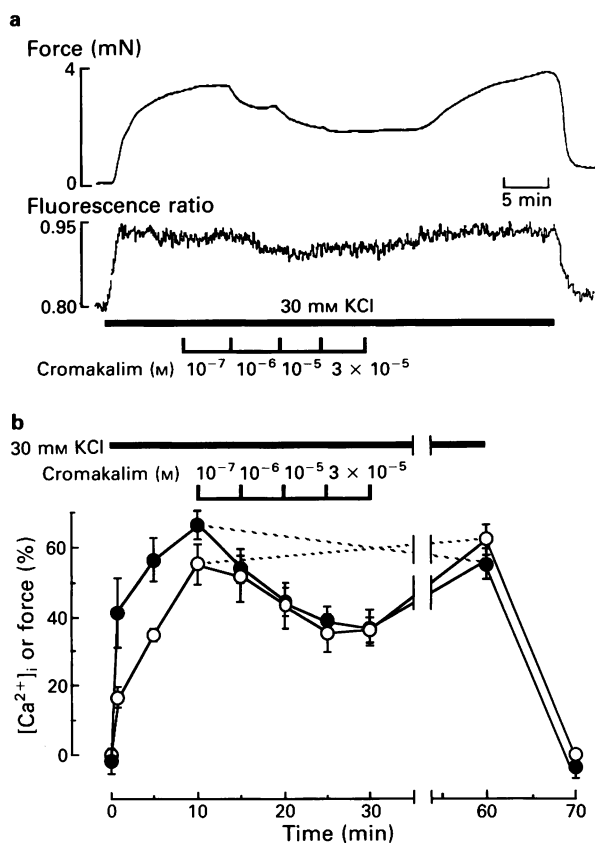 a
Force (mN)
4
0
5 min
Fluorescence ratio
0.95
0.80
30 mM KCl
Cromakalim (M) 10⁻⁷ 10⁻⁶ 10⁻⁵ 3 × 10⁻⁵
b
30 mM KCl
Cromakalim (M) 10⁻⁷ 10⁻⁶ 10⁻⁵ 3 × 10⁻⁵
[Ca²⁺]i or force (%)
60
40
20
0
0 10 20 30 60 70
Time (min)